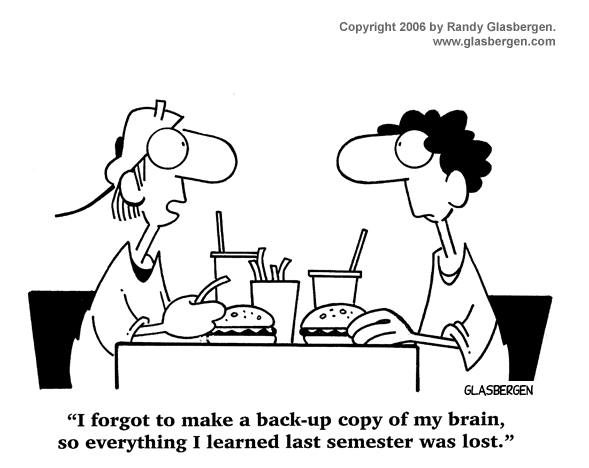 Copyright 2006 by Randy Glasbergen.
www.glasbergen.com
GLASBERGEN
“I forgot to make a back-up copy of my brain,
so everything I learned last semester was lost.”